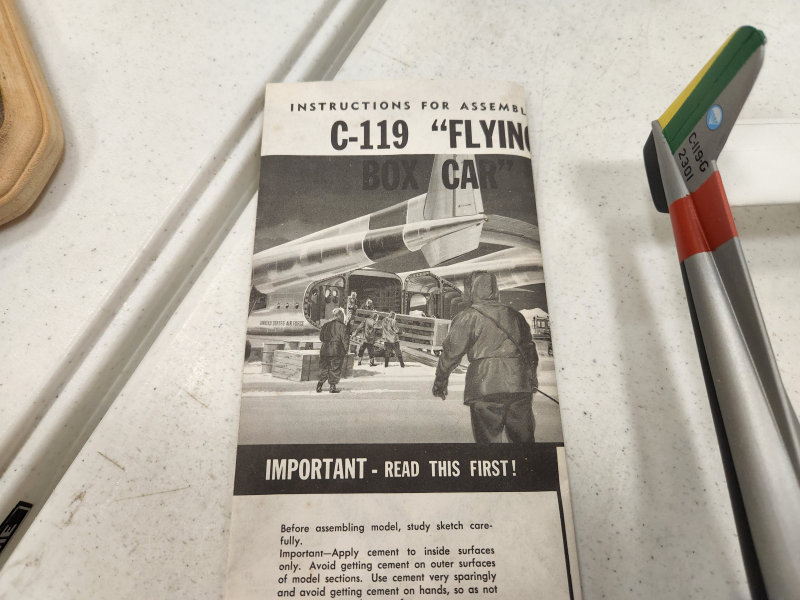 INSTRUCTIONS FOR ASSEMBL
C-119 "FLYING
BOX CAR"
UNITED STATES AIR FORCE
IMPORTANT - READ THIS FIRST!
Before assembling model, study sketch care-
fully.
Important—Apply cement to inside surfaces
only. Avoid getting cement on outer surfaces
of model sections. Use cement very sparingly
and avoid getting cement on hands, so as not
C-119-G
2301